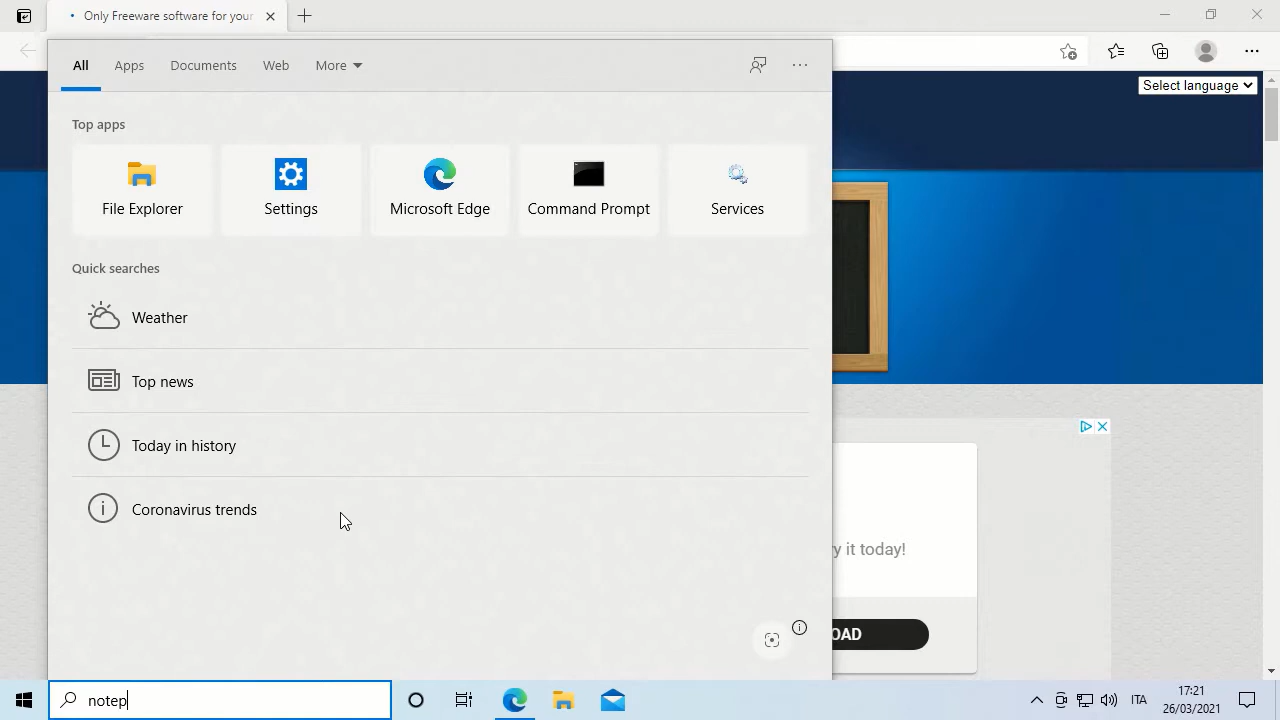 Only Freeware software for your
All
Apps
Documents
Web
More
Select language
Top apps
File Explorer
Settings
Microsoft Edge
Command Prompt
Services
Quick searches
Weather
Top news
Today in history
Coronavirus trends
y it today!
OAD
notep
ITA
17:21
26/03/2021